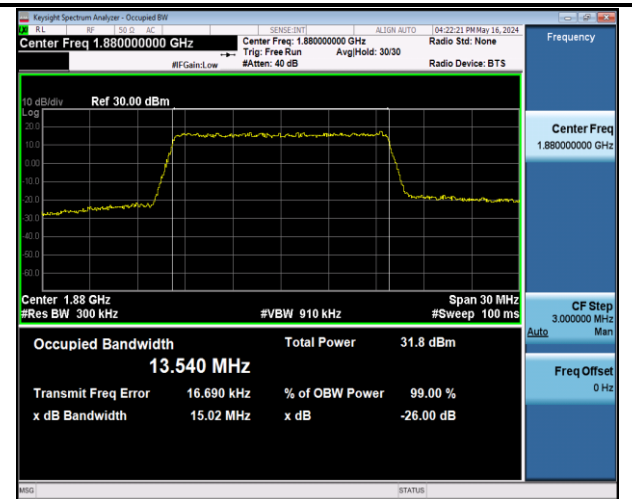 Keysight Spectrum Analyzer - Occupied BW
RL RF 50 Ω AC SENSE:INT ALIGN AUTO 04:22:21 PM May 16, 2024
Center Freq 1.880000000 GHz
Center Freq: 1.880000000 GHz
Radio Std: None
Trig: Free Run Avg|Hold: 30/30
#IFGain:Low #Atten: 40 dB Radio Device: BTS
Frequency
10 dB/div Ref 30.00 dBm
Log
20.0
10.0
0.00
-10.0
-20.0
-30.0
-40.0
-50.0
-60.0
Center Freq
1.880000000 GHz
Center 1.88 GHz Span 30 MHz
#Res BW 300 kHz #VBW 910 kHz #Sweep 100 ms
CF Step
3.000000 MHz
Auto Man
Occupied Bandwidth Total Power 31.8 dBm
13.540 MHz
Transmit Freq Error 16.690 kHz % of OBW Power 99.00 %
x dB Bandwidth 15.02 MHz x dB -26.00 dB
Freq Offset
0 Hz
MSG STATUS